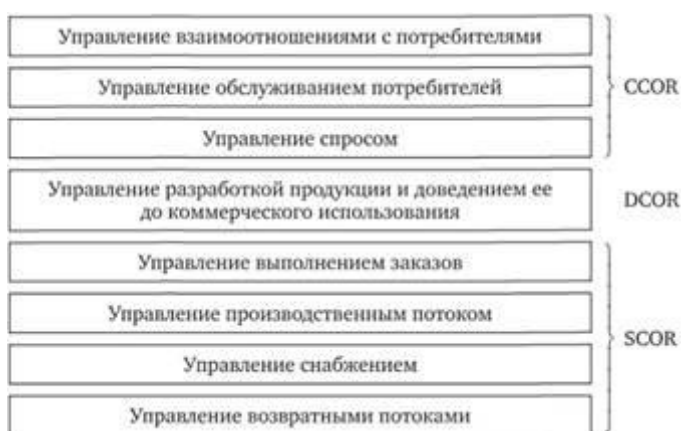 Управление взаимоотношениями с потребителями
Управление обслуживанием потребителей
CCOR
Управление спросом
Управление разработкой продукции и доведением ее
до коммерческого использования
DCOR
Управление выполнением заказов
Управление производственным потоком
SCOR
Управление снабжением
Управление возвратными потоками